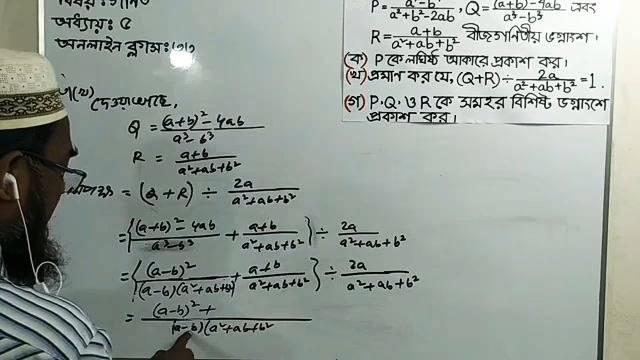 বিষয়: গণিত
অধ্যায়: ৫
অনলাইন ক্লাস:
(খ)
দেওয়া আছে,
Q = (a+b)² - 4ab / a³ - b³
R = a+b / a²+ab+b²
= (Q + R) ÷ 2a / a²+ab+b²
= { (a+b)² - 4ab / a³-b³ + a+b / a²+ab+b² } ÷ 2a / a²+ab+b²
= { (a-b)² / (a-b)(a²+ab+b²) + a+b / a²+ab+b² } ÷ 2a / a²+ab+b²
= (a-b)² + / (a-b)(a²+ab+b²
P = a²-b² / a²+b²-2ab, Q = (a+b)²-4ab / a³-b³ এবং
R = a+b / a²+ab+b² বীজগণিতীয় ভগ্নাংশ।
(ক) P কে লঘিষ্ঠ আকারে প্রকাশ কর।
(খ) প্রমাণ কর যে, (Q+R) ÷ 2a / a²+ab+b² = 1.
(গ) P, Q, ও R কে সমহর বিশিষ্ট ভগ্নাংশে
প্রকাশ কর।